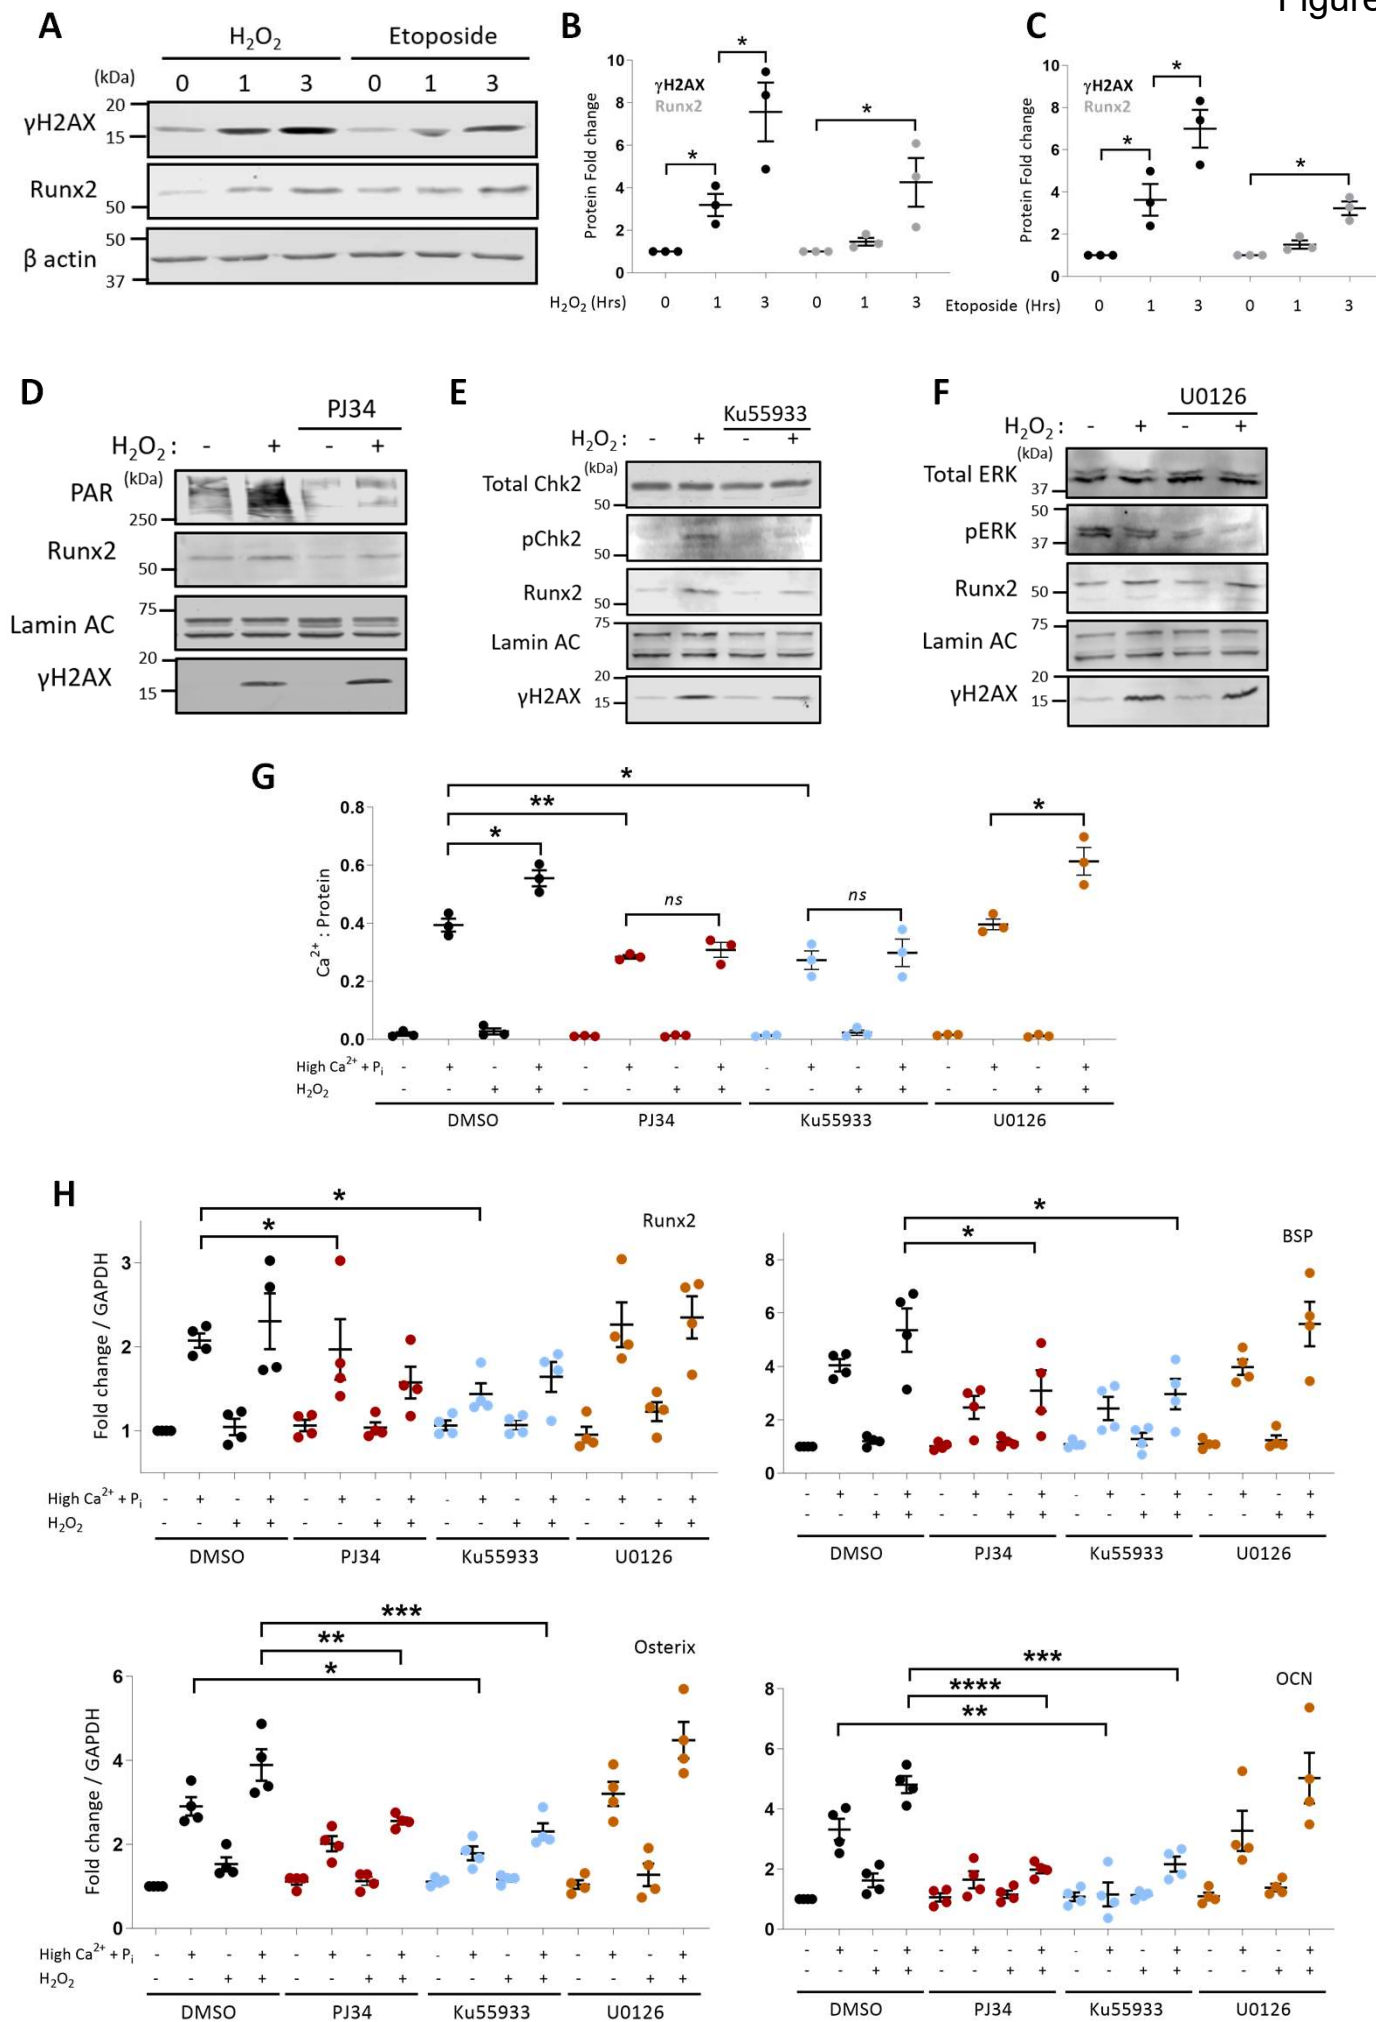 Figure
A
B
C
H₂O₂ Etoposide
(kDa) 0 1 3 0 1 3
γH2AX 20 15
Runx2 50
β actin 50 37
Protein Fold change
10 8 6 4 2 0
γH2AX
Runx2
* * *
H₂O₂ (Hrs) 0 1 3 0 1 3
Protein Fold change
10 8 6 4 2 0
γH2AX
Runx2
* * *
Etoposide (Hrs) 0 1 3 0 1 3
D
PJ34
H₂O₂ : - + - +
(kDa)
PAR 250
Runx2 50
Lamin AC 75
γH2AX 20 15
E
Ku55933
H₂O₂ : - + - +
(kDa)
Total Chk2 50
pChk2 50
Runx2 50
Lamin AC 75
γH2AX 20 15
F
U0126
H₂O₂ : - + - +
(kDa)
Total ERK 37
pERK 50 37
Runx2 50
Lamin AC 75
γH2AX 20 15
G
Ca²⁺ : Protein
0.8 0.6 0.4 0.2 0.0
* ** * ns ns *
High Ca²⁺ + Pᵢ - + - + - + - + - + - + - + - +
H₂O₂ - - + + - - + + - - + + - - + +
DMSO PJ34 Ku55933 U0126
H
Runx2
Fold change / GAPDH
3 2 1
* *
High Ca²⁺ + Pᵢ - + - + - + - + - + - + - + - +
H₂O₂ - - + + - - + + - - + + - - + +
DMSO PJ34 Ku55933 U0126
BSP
8 6 4 2 0
* *
- + - + - + - + - + - + - + - +
- - + + - - + + - - + + - - + +
DMSO PJ34 Ku55933 U0126
Osterix
Fold change / GAPDH
6 4 2 0
*** ** *
High Ca²⁺ + Pᵢ - + - + - + - + - + - + - + - +
H₂O₂ - - + + - - + + - - + + - - + +
DMSO PJ34 Ku55933 U0126
OCN
8 6 4 2 0
*** **** **
- + - + - + - + - + - + - + - +
- - + + - - + + - - + + - - + +
DMSO PJ34 Ku55933 U0126